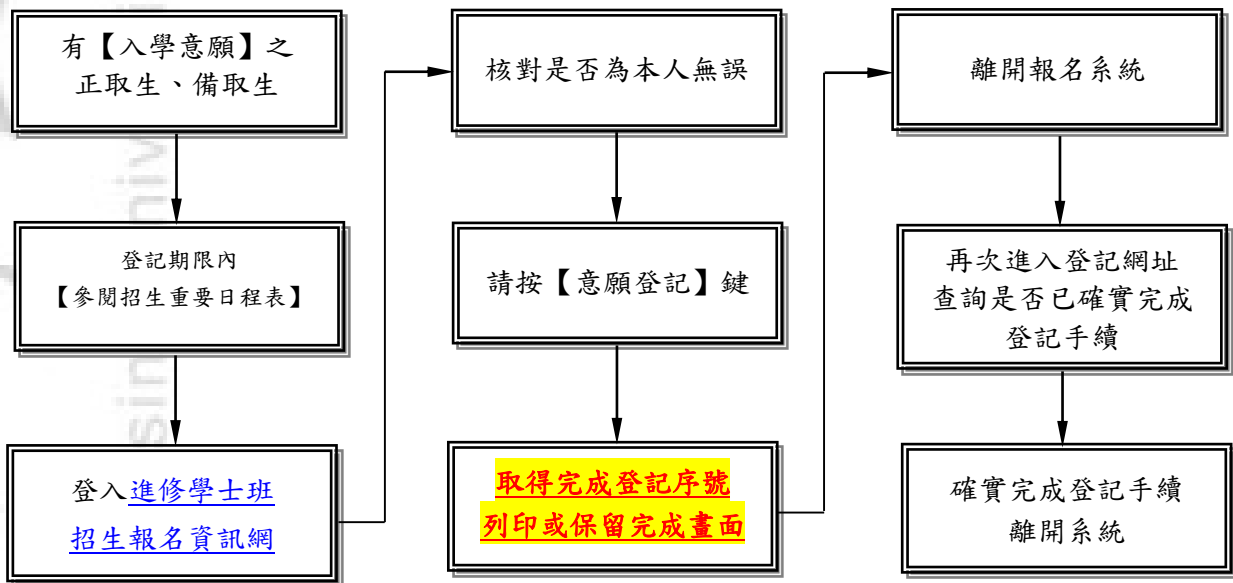 有【入學意願】之
正取生、備取生
登記期限內
【參閱招生重要日程表】
登入進修學士班
招生報名資訊網
核對是否為本人無誤
請按【意願登記】鍵
取得完成登記序號
列印或保留完成畫面
離開報名系統
再次進入登記網址
查詢是否已確實完成
登記手續
確實完成登記手續
離開系統